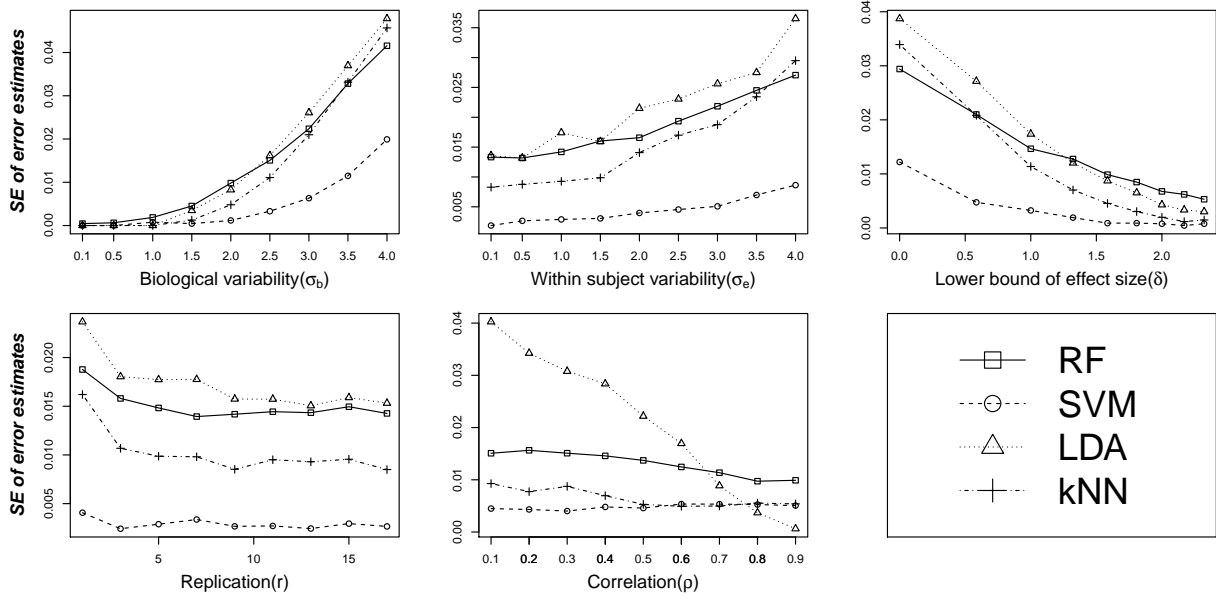 SE of error estimates
0.00 0.01 0.02 0.03 0.04
0.1 0.5 1.0 1.5 2.0 2.5 3.0 3.5 4.0
Biological variability(σb)
0.005 0.015 0.025 0.035
0.1 0.5 1.0 1.5 2.0 2.5 3.0 3.5 4.0
Within subject variability(σe)
0.00 0.01 0.02 0.03 0.04
0.0 0.5 1.0 1.5 2.0
Lower bound of effect size(δ)
SE of error estimates
0.005 0.010 0.015 0.020
5 10 15
Replication(r)
0.00 0.01 0.02 0.03 0.04
0.1 0.2 0.3 0.4 0.5 0.6 0.7 0.8 0.9
Correlation(ρ)
RF
SVM
LDA
kNN